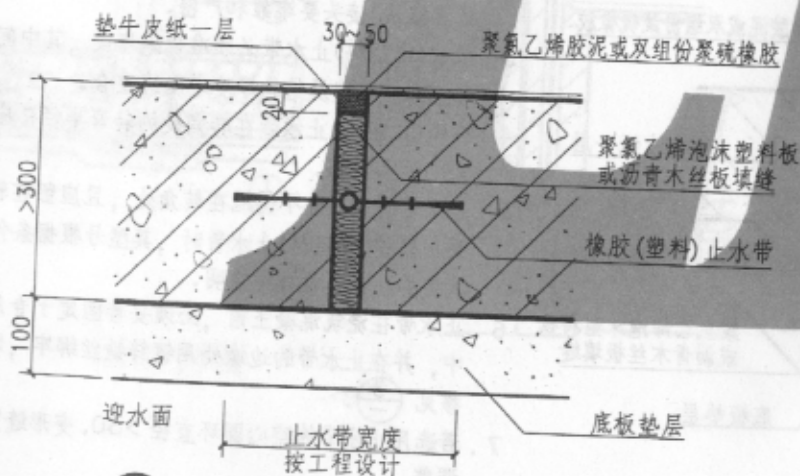 垫牛皮纸一层
30~50
聚氯乙烯胶泥或双组份聚硫橡胶
20
聚氯乙烯泡沫塑料板
或沥青木丝板填缝
>300
橡胶(塑料)止水带
100
迎水面
底板垫层
止水带宽度
按工程设计